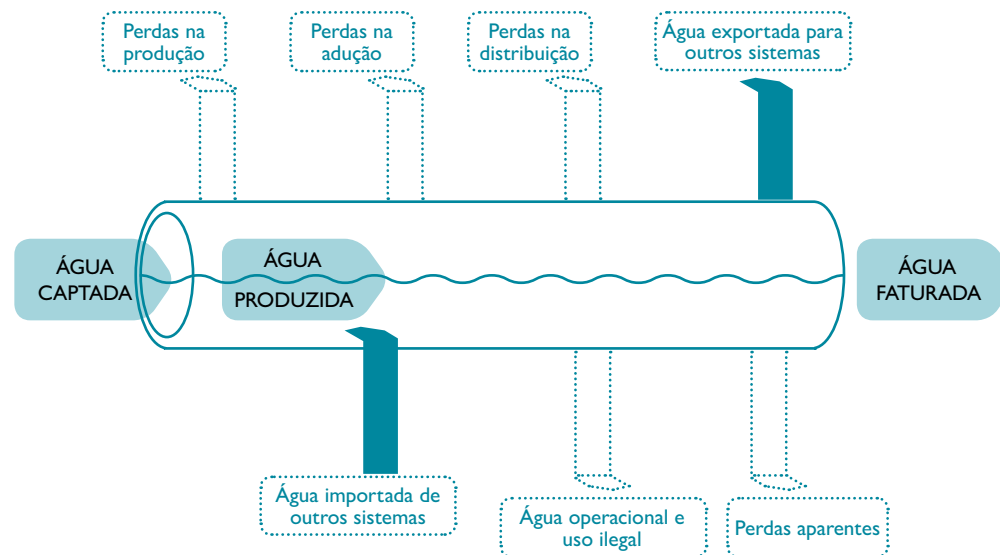 Perdas na
produção
Perdas na
adução
Perdas na
distribuição
Água exportada para
outros sistemas
ÁGUA
CAPTADA
ÁGUA
PRODUZIDA
ÁGUA
FATURADA
Água importada de
outros sistemas
Água operacional e
uso ilegal
Perdas aparentes